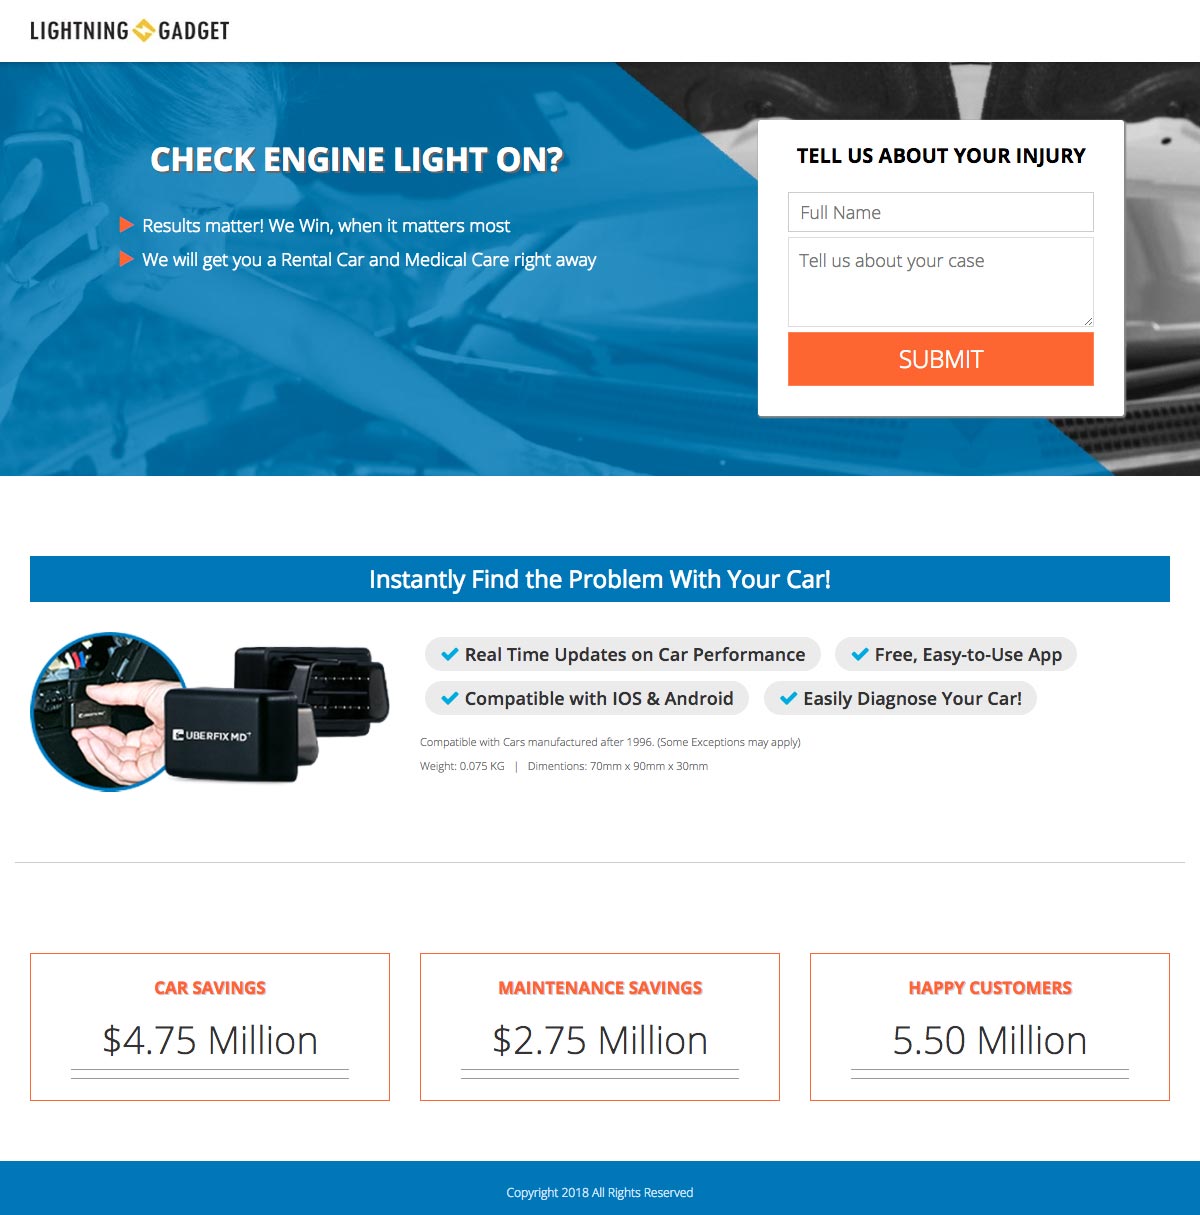 LIGHTNING GADGET
CHECK ENGINE LIGHT ON?
Results matter! We Win, when it matters most
We will get you a Rental Car and Medical Care right away
TELL US ABOUT YOUR INJURY
Full Name
Tell us about your case
SUBMIT
Instantly Find the Problem With Your Car!
UBERFIX MD+
Real Time Updates on Car Performance
Free, Easy-to-Use App
Compatible with IOS & Android
Easily Diagnose Your Car!
Compatible with Cars manufactured after 1996. (Some Exceptions may apply)
Weight: 0.075 KG | Dimentions: 70mm x 90mm x 30mm
CAR SAVINGS
$4.75 Million
MAINTENANCE SAVINGS
$2.75 Million
HAPPY CUSTOMERS
5.50 Million
Copyright 2018 All Rights Reserved